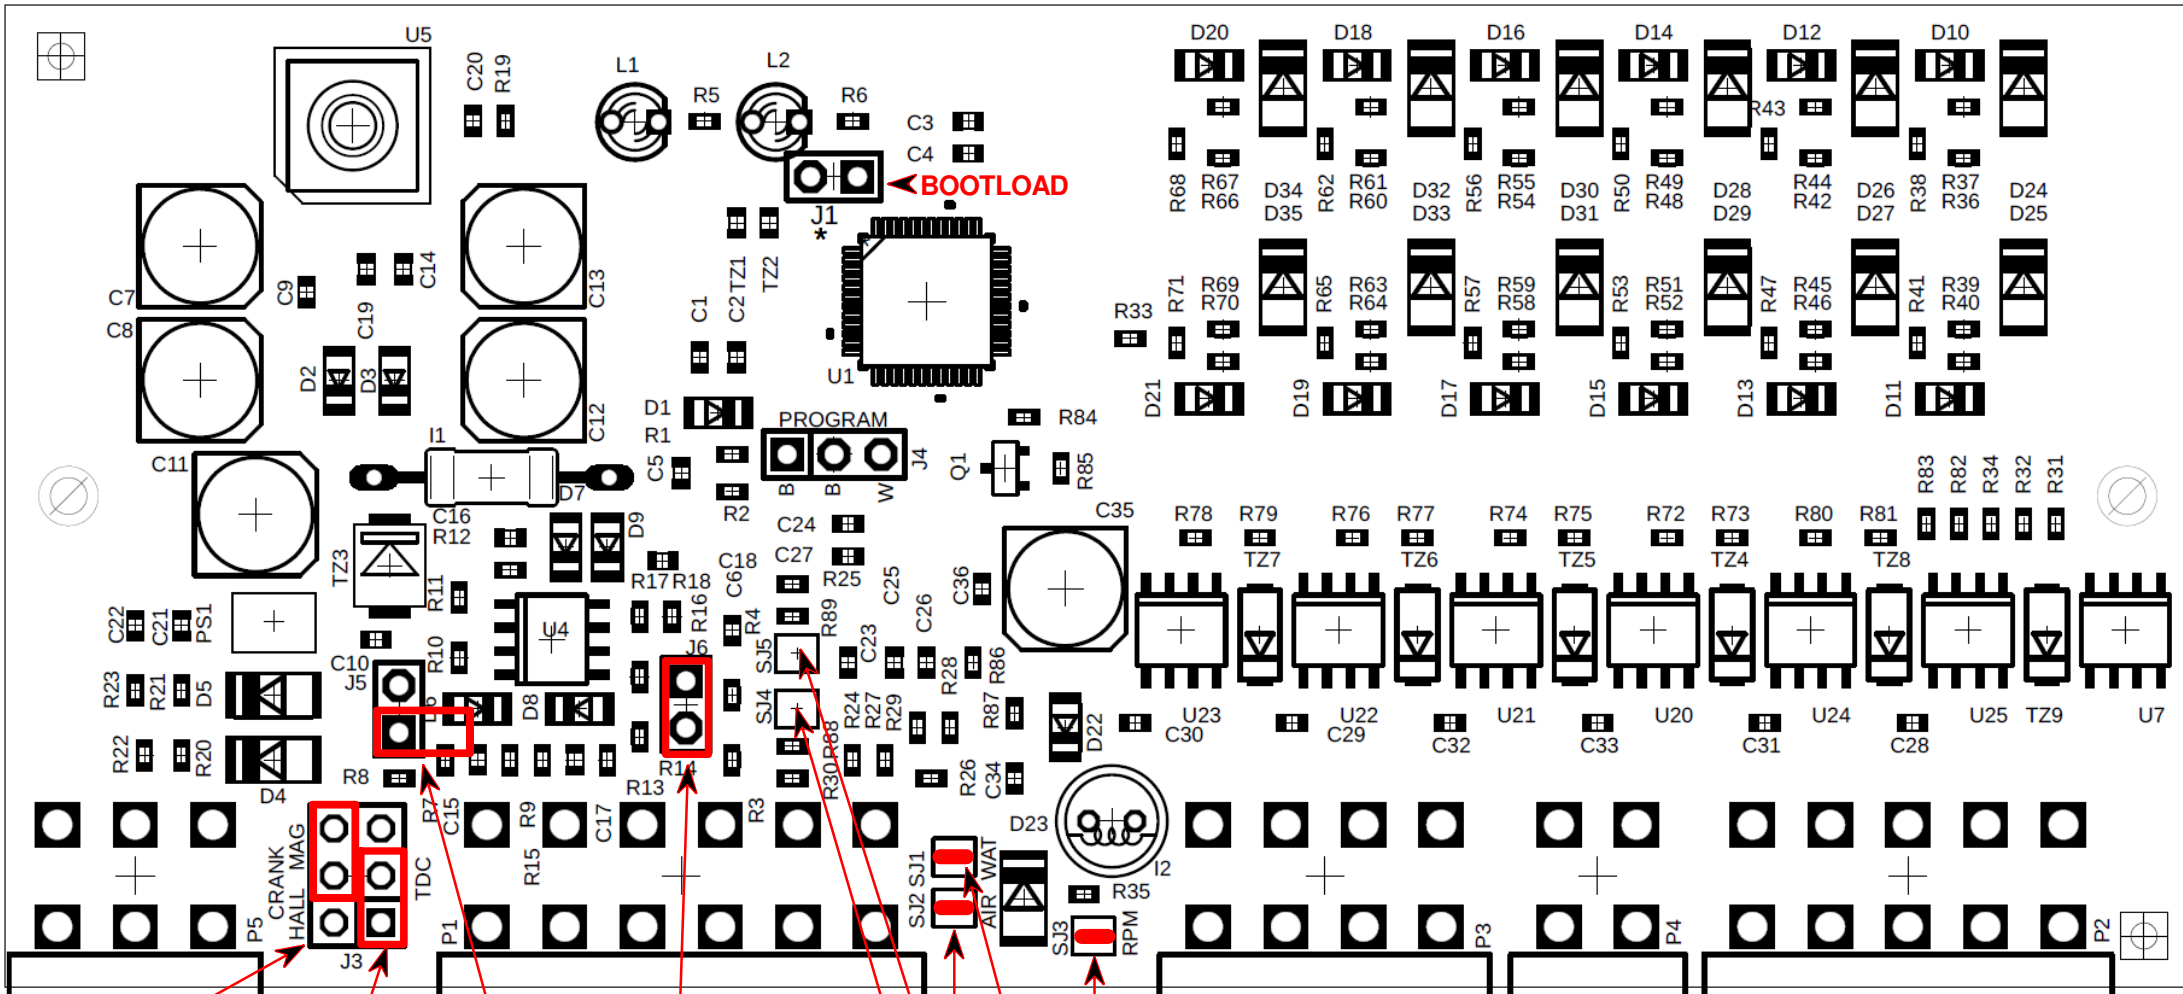 U5
C20
R19
L1
R5
L2
R6
C3
C4
BOOTLOAD
J1
*
D20
D18
D16
D14
D12
D10
R43
R68
R67
R66
D34
D35
R62
R61
R60
D32
D33
R56
R55
R54
D30
D31
R50
R49
R48
D28
D29
R44
R42
D26
D27
R38
R37
R36
D24
D25
C7
C8
C9
C19
C14
C13
C12
TZ1
TZ2
C1
C2
U1
R33
R71
R69
R70
R65
R63
R64
R57
R59
R58
R53
R51
R52
R47
R45
R46
R41
R39
R40
D2
D3
D1
R1
C5
R2
PROGRAM
J4
B
B
W
R84
Q1
R85
D21
D19
D17
D15
D13
D11
C11
I1
D7
D9
C16
R12
TZ3
R11
R10
U4
C24
C27
R25
C35
R17
R18
C18
C6
R16
R4
R89
C25
C26
C23
C36
R78
R79
R76
R77
R74
R75
R72
R73
R80
R81
R83
R82
R34
R32
R31
TZ7
TZ6
TZ5
TZ4
TZ8
C22
C21
PS1
C10
J5
J6
SJ5
SJ4
R23
R21
D5
D6
D8
R24
R27
R29
R28
R86
R87
D22
R88
R22
R20
D4
R8
R14
R13
R30
R26
C34
U23
C30
U22
C29
U21
C32
U20
C33
U24
C31
U25
C28
TZ9
U7
R7
C15
R9
R15
C17
R3
CRANK
HALL MAG
TDC
P5
J3
P1
SJ1
WAT
SJ2
AIR
D23
I2
R35
SJ3
RPM
P3
P4
P2